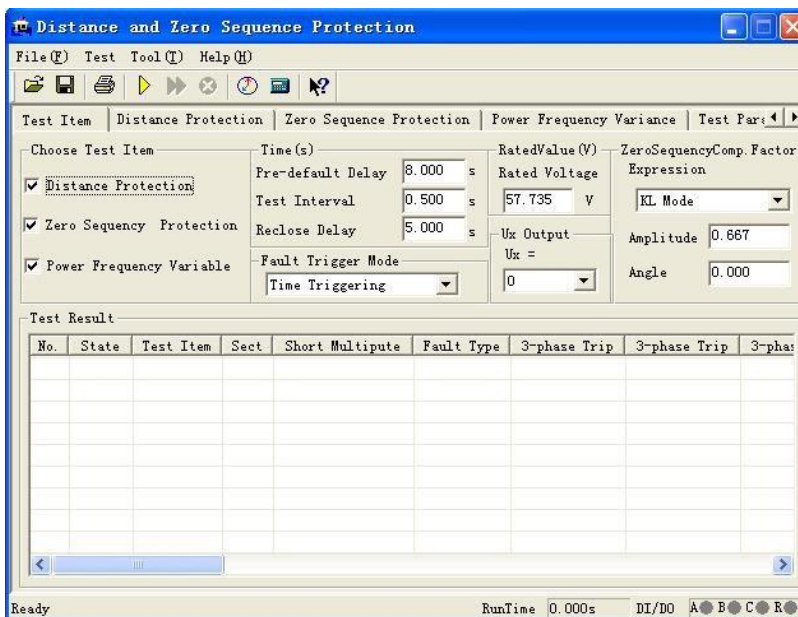 Distance and Zero Sequence Protection
File(F) Test Tool(T) Help(H)
Test Item Distance Protection Zero Sequence Protection Power Frequency Variance Test Para
Choose Test Item
Distance Protection
Zero Sequency Protection
Power Frequency Variable
Time(s)
Pre-default Delay 8.000 s
Test Interval 0.500 s
Reclose Delay 5.000 s
Fault Trigger Mode
Time Triggering
RatedValue(V)
Rated Voltage
57.735 V
Ux Output
Ux =
0
ZeroSequencyComp.Factor
Expression
KL Mode
Amplitude 0.667
Angle 0.000
Test Result
No. State Test Item Sect Short Multipute Fault Type 3-phase Trip 3-phase Trip 3-phas
Ready RunTime 0.000s DI/DO A B C R